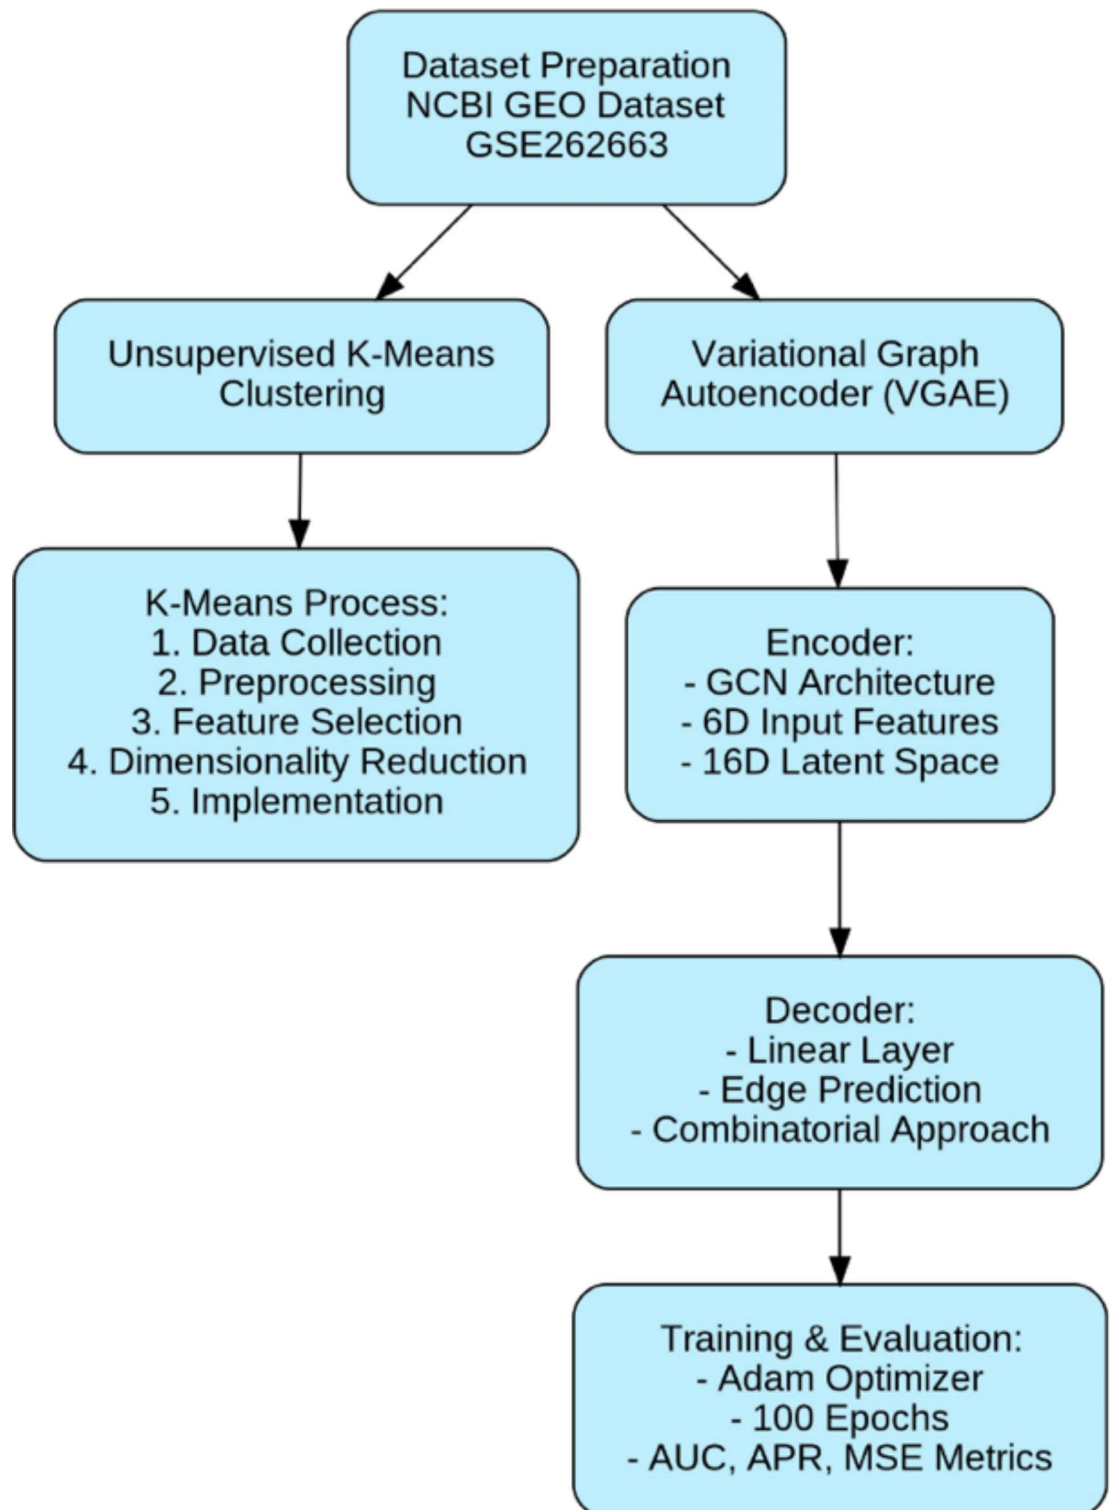 Dataset Preparation
NCBI GEO Dataset
GSE262663
Unsupervised K-Means
Clustering
Variational Graph
Autoencoder (VGAE)
K-Means Process:
1. Data Collection
2. Preprocessing
3. Feature Selection
4. Dimensionality Reduction
5. Implementation
Encoder:
- GCN Architecture
- 6D Input Features
- 16D Latent Space
Decoder:
- Linear Layer
- Edge Prediction
- Combinatorial Approach
Training & Evaluation:
- Adam Optimizer
- 100 Epochs
- AUC, APR, MSE Metrics